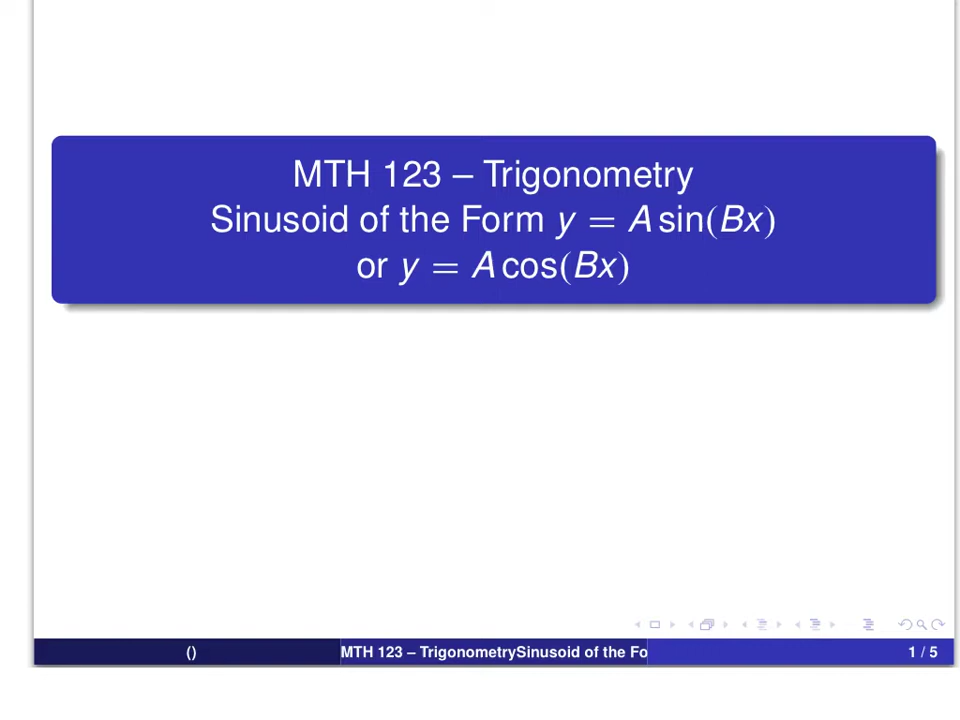 MTH 123 – Trigonometry
Sinusoid of the Form y = A sin(Bx)
or y = A cos(Bx)
()
MTH 123 – TrigonometrySinusoid of the Fo
1 / 5